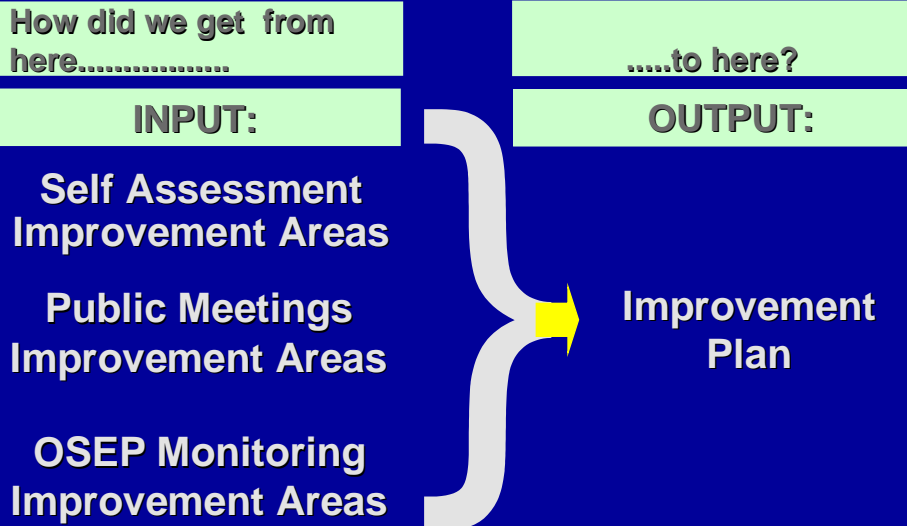 How did we get  from
here.................
.....to here?
INPUT:
OUTPUT:
Self Assessment
Improvement Areas
Public Meetings
Improvement Areas
OSEP Monitoring
Improvement Areas
Improvement
Plan